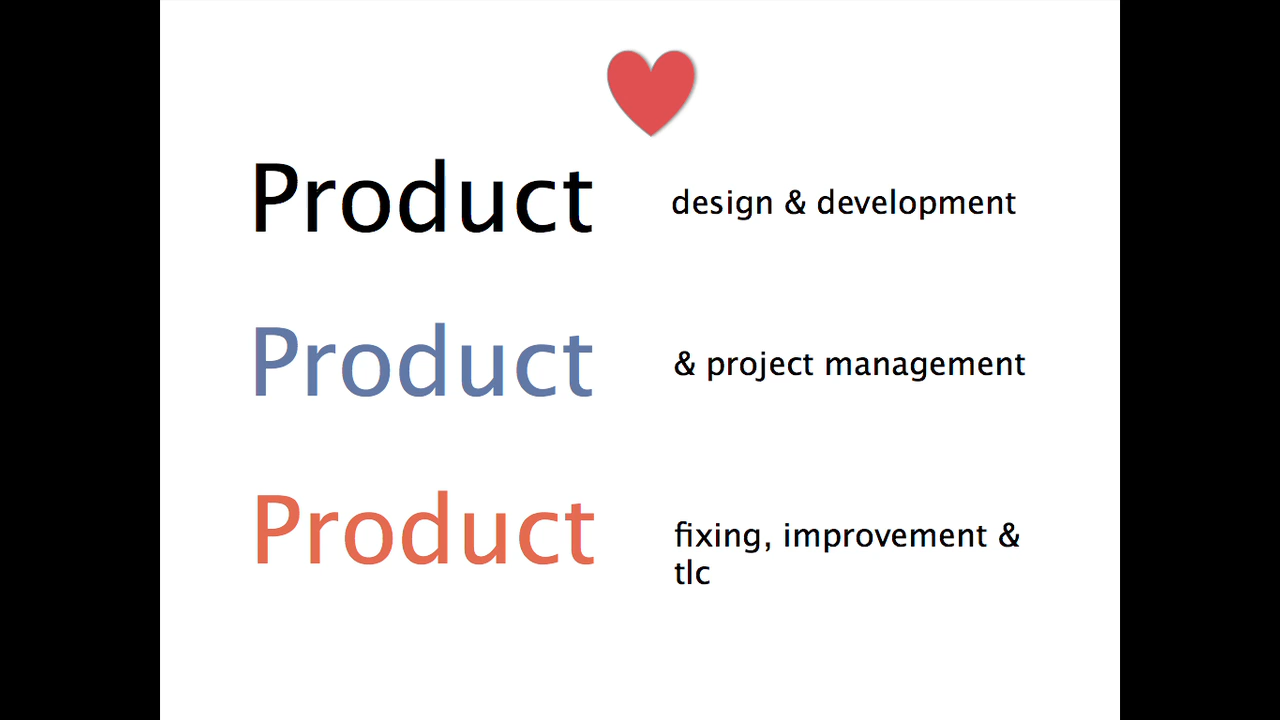 Product design & development
Product & project management
Product fixing, improvement &
tlc